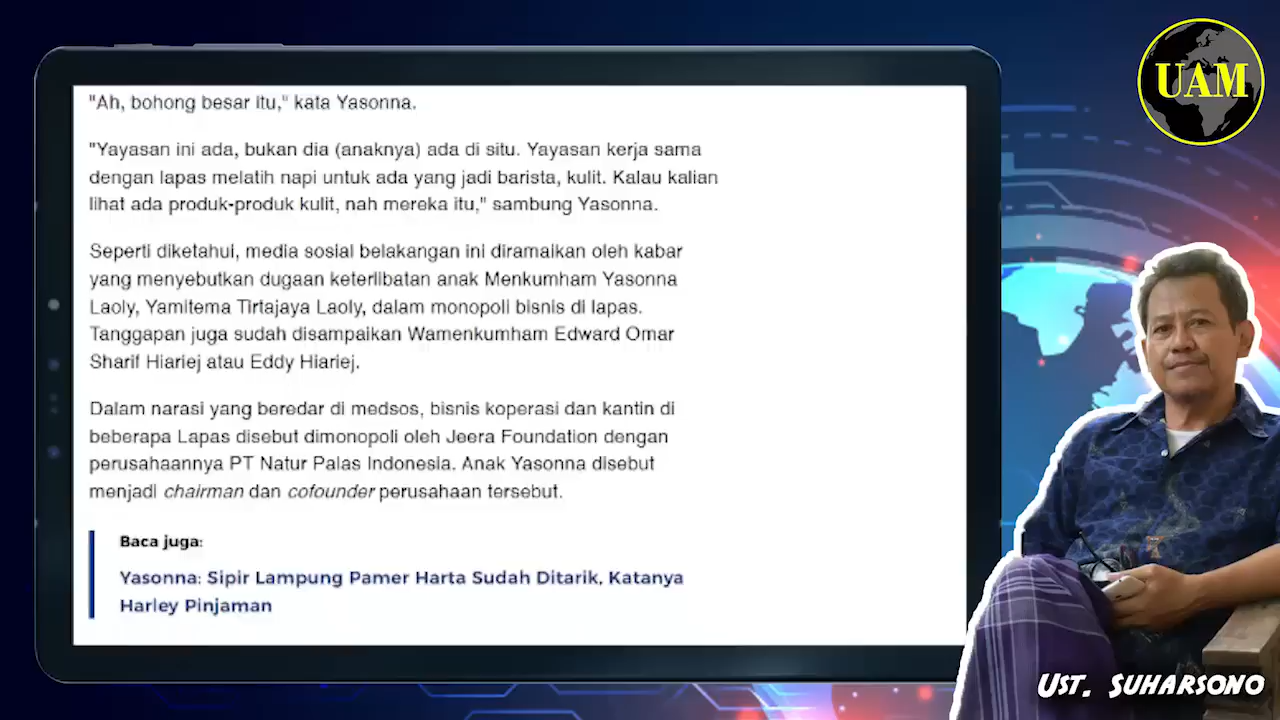 "Ah, bohong besar itu," kata Yasonna.
"Yayasan ini ada, bukan dia (anaknya) ada di situ. Yayasan kerja sama
dengan lapas melatih napi untuk ada yang jadi barista, kulit. Kalau kalian
lihat ada produk-produk kulit, nah mereka itu," sambung Yasonna.
Seperti diketahui, media sosial belakangan ini diramaikan oleh kabar
yang menyebutkan dugaan keterlibatan anak Menkumham Yasonna
Laoly, Yamitema Tirtajaya Laoly, dalam monopoli bisnis di lapas.
Tanggapan juga sudah disampaikan Wamenkumham Edward Omar
Sharif Hiariej atau Eddy Hiariej.
Dalam narasi yang beredar di medsos, bisnis koperasi dan kantin di
beberapa Lapas disebut dimonopoli oleh Jeera Foundation dengan
perusahaannya PT Natur Palas Indonesia. Anak Yasonna disebut
menjadi chairman dan cofounder perusahaan tersebut.
Baca juga:
Yasonna: Sipir Lampung Pamer Harta Sudah Ditarik, Katanya
Harley Pinjaman
UAM
Ust. Suharsono